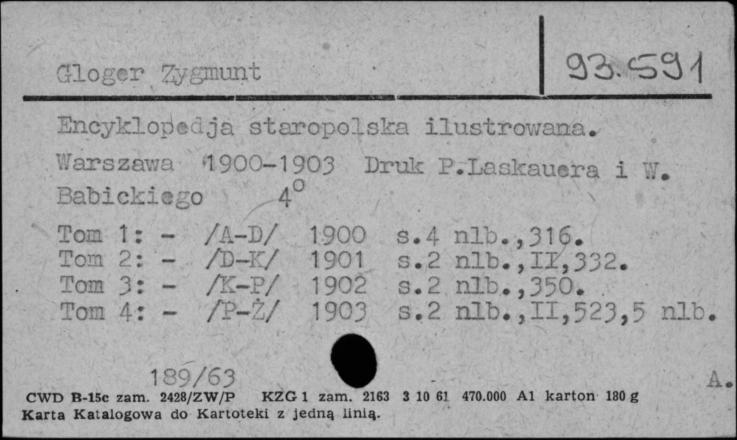 Gloger Zygmunt
93.591
Encyklopedja staropolska ilustrowana.
Warszawa 1900-1903 Druk P.Laskauera i W.
Babickiego 4°
Tom 1: - /A-D/ 1900 s.4 nlb.,316.
Tom 2: - /D-K/ 1901 s.2 nlb.,II,332.
Tom 3: - /K-P/ 1902 s.2 nlb.,350.
Tom 4: - /P-Ż/ 1903 s.2 nlb.,II,523,5 nlb.
189/63
A.
CWD B-15c zam. 2428/ZW/P KZG 1 zam. 2163 3 10 61 470.000 A1 karton 180 g
Karta Katalogowa do Kartoteki z jedną linią.